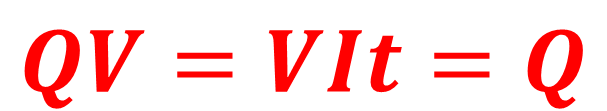 QV = VIt = Q